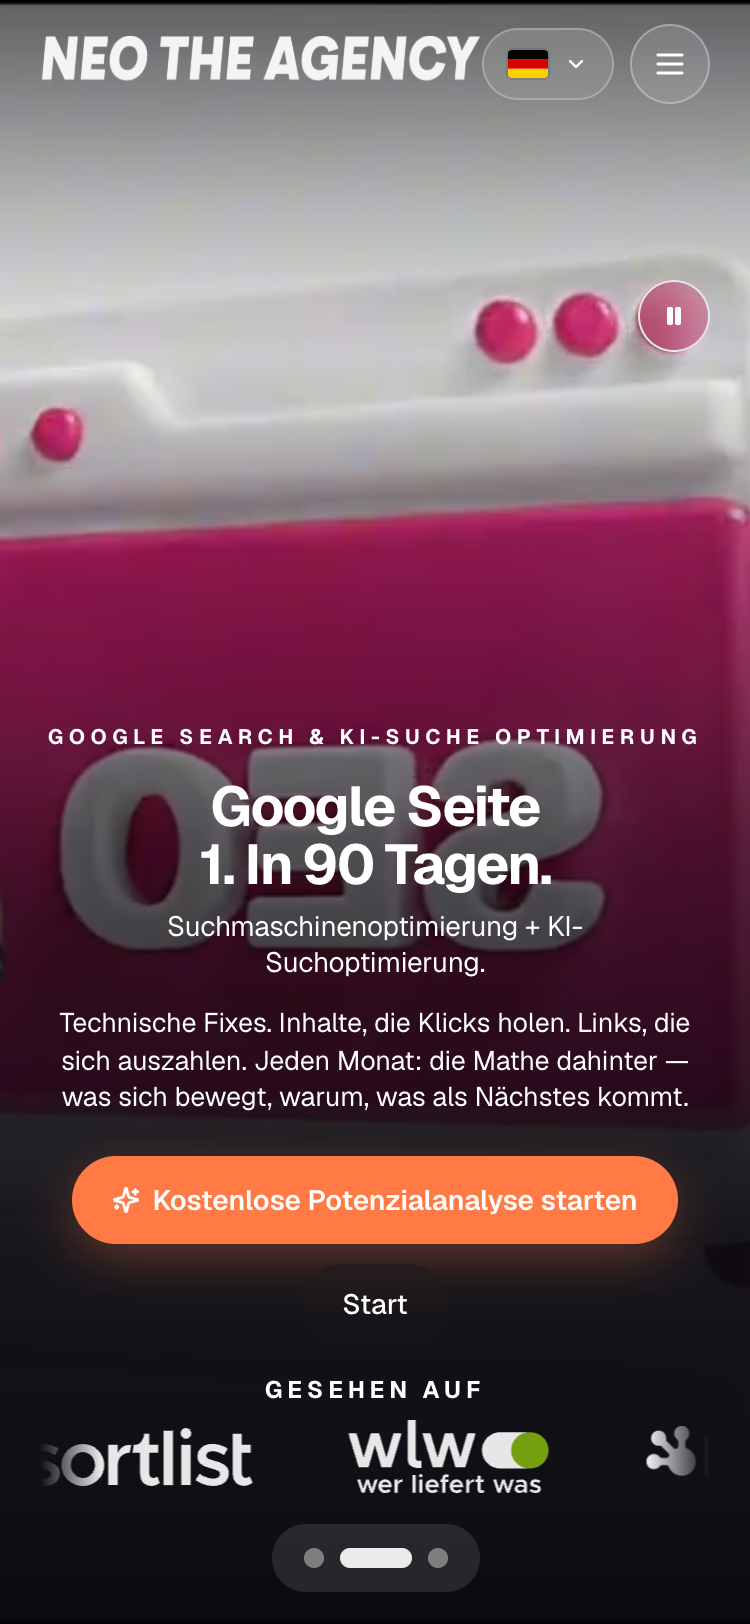 NEO THE AGENCY
GOOGLE SEARCH & KI-SUCHE OPTIMIERUNG
SEO
Google Seite
1. In 90 Tagen.
Suchmaschinenoptimierung + KI-
Suchoptimierung.
Technische Fixes. Inhalte, die Klicks holen. Links, die
sich auszahlen. Jeden Monat: die Mathe dahinter —
was sich bewegt, warum, was als Nächstes kommt.
Kostenlose Potenzialanalyse starten
Start
GESEHEN AUF
sortlist
wlw
wer liefert was